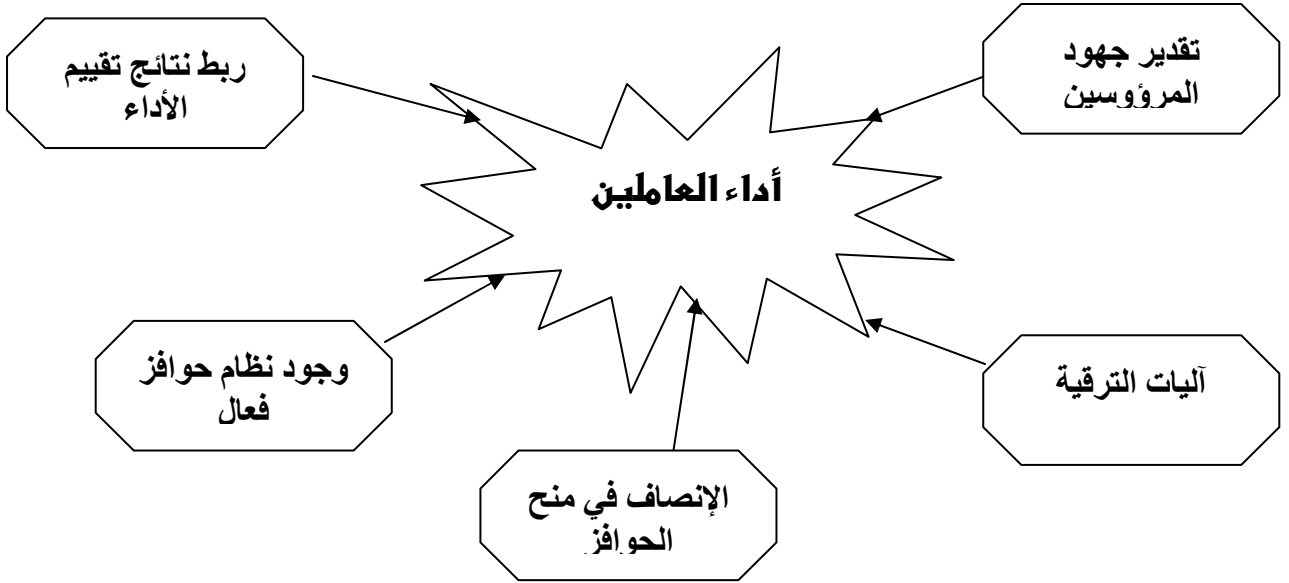 تقدير جهود
المرؤوسين
ربط نتائج تقييم
الأداء
أداء العاملين
آليات الترقية
وجود نظام حوافز
فعال
الإنصاف في منح
الحوافز